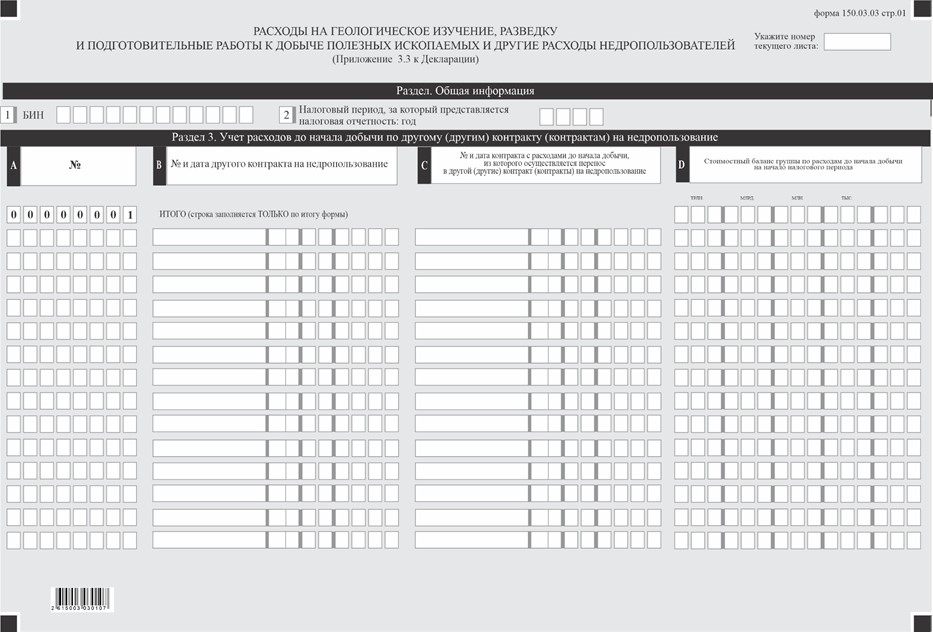 форма 150.03.03 стр.01
РАСХОДЫ НА ГЕОЛОГИЧЕСКОЕ ИЗУЧЕНИЕ, РАЗВЕДКУ
И ПОДГОТОВИТЕЛЬНЫЕ РАБОТЫ К ДОБЫЧЕ ПОЛЕЗНЫХ ИСКОПАЕМЫХ И ДРУГИЕ РАСХОДЫ НЕДРОПОЛЬЗОВАТЕЛЕЙ
(Приложение 3.3 к Декларации)
Укажите номер
текущего листа:
Раздел. Общая информация
1 БИН
2 Налоговый период, за который представляется
налоговая отчетность: год
Раздел 3. Учет расходов до начала добычи по другому (другим) контракту (контрактам) на недропользование
A №
B № и дата другого контракта на недропользование
C № и дата контракта с расходами до начала добычи,
из которого осуществляется перенос
в другой (другие) контракт (контракты) на недропользование
D Стоимостный баланс группы по расходам до начала добычи
на начало налогового периода
трлн млрд млн тыс
0 0 0 0 0 0 0 1 ИТОГО (строка заполняется ТОЛЬКО по итогу формы)
2 615003 030107